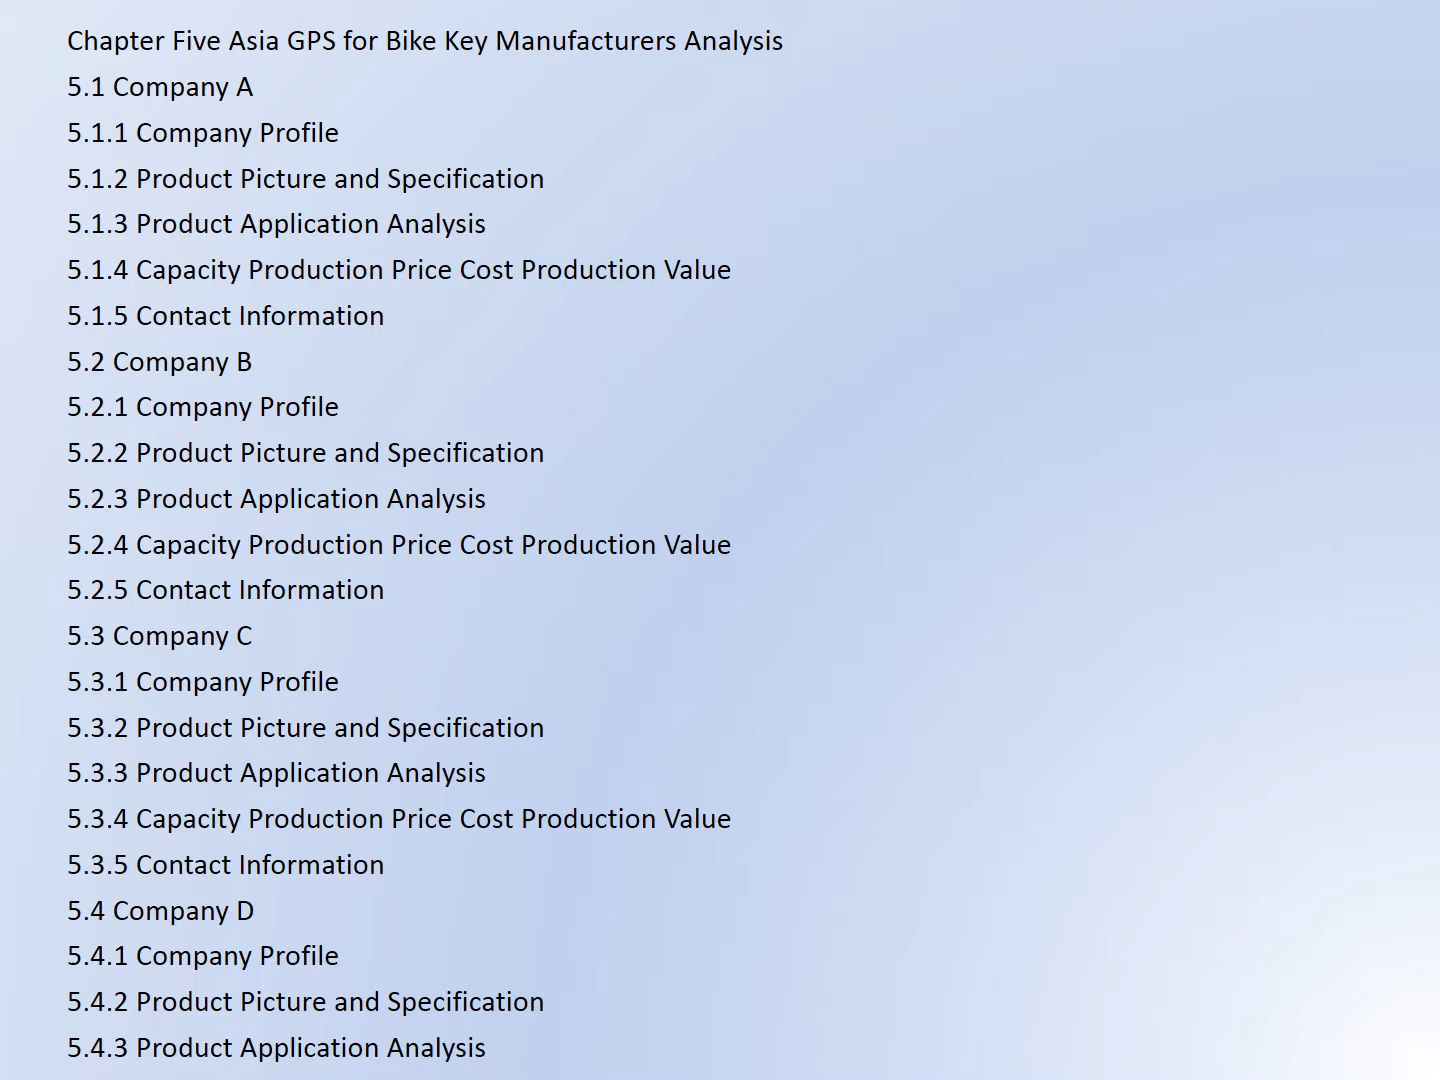 Chapter Five Asia GPS for Bike Key Manufacturers Analysis
5.1 Company A
5.1.1 Company Profile
5.1.2 Product Picture and Specification
5.1.3 Product Application Analysis
5.1.4 Capacity Production Price Cost Production Value
5.1.5 Contact Information
5.2 Company B
5.2.1 Company Profile
5.2.2 Product Picture and Specification
5.2.3 Product Application Analysis
5.2.4 Capacity Production Price Cost Production Value
5.2.5 Contact Information
5.3 Company C
5.3.1 Company Profile
5.3.2 Product Picture and Specification
5.3.3 Product Application Analysis
5.3.4 Capacity Production Price Cost Production Value
5.3.5 Contact Information
5.4 Company D
5.4.1 Company Profile
5.4.2 Product Picture and Specification
5.4.3 Product Application Analysis